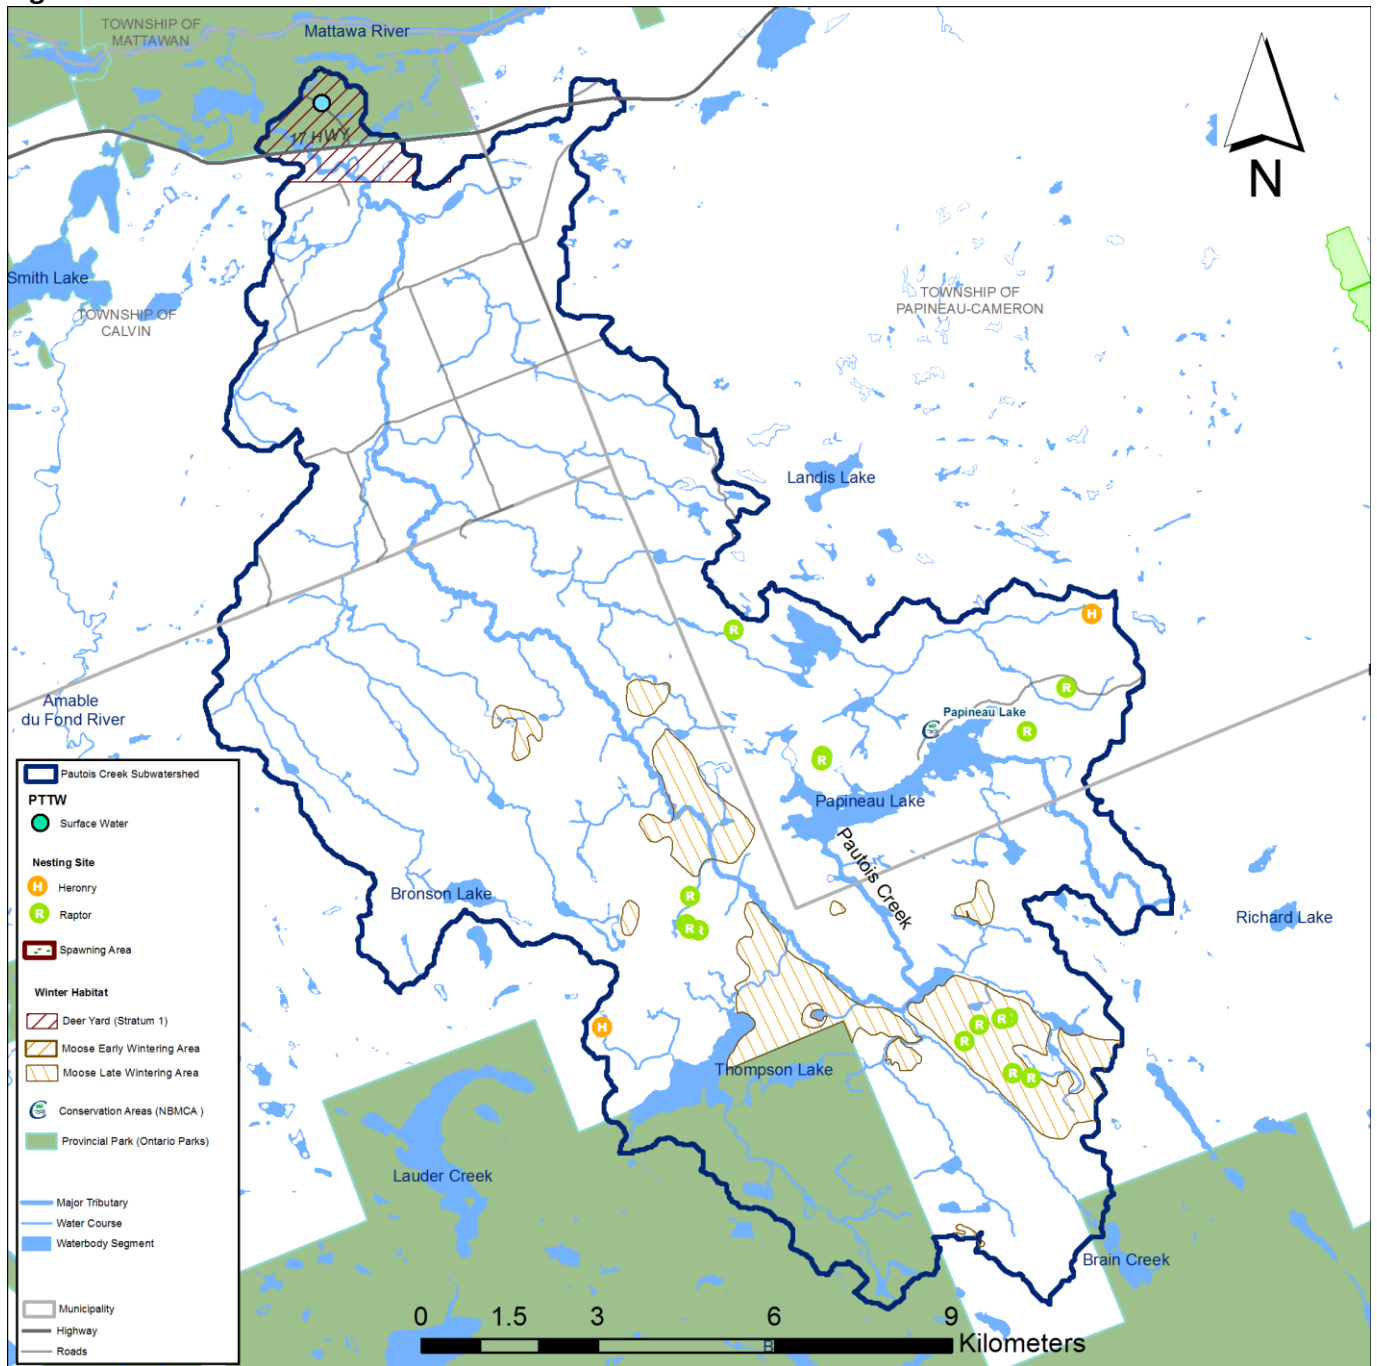 TOWNSHIP OF
MATTAWAN
Mattawa River
17 HWY
N
Smith Lake
TOWNSHIP OF
CALVIN
TOWNSHIP OF
PAPINEAU-CAMERON
Landis Lake
H
R
R
Amable
du Fond River
Papineau Lake
R
R
Papineau Lake
Pautois Creek
Bronson Lake
R
R
Richard Lake
R
R
R
H
R
R
Thompson Lake
Lauder Creek
Brain Creek
Pautois Creek Subwatershed
PTTW
Surface Water
Nesting Site
H Heronry
R Raptor
Spawning Area
Winter Habitat
Deer Yard (Stratum 1)
Moose Early Wintering Area
Moose Late Wintering Area
Conservation Areas (NBMCA )
Provincial Park (Ontario Parks)
Major Tributary
Water Course
Waterbody Segment
Municipality
Highway
Roads
0 1.5 3 6 9
Kilometers